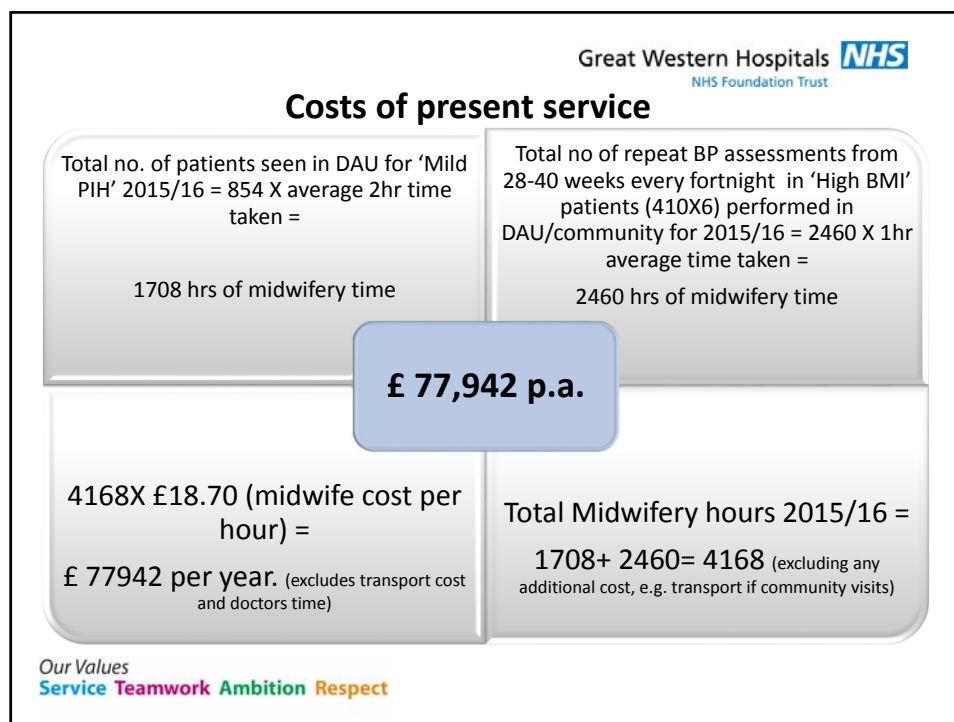 Great Western Hospitals NHS
NHS Foundation Trust
Costs of present service
Total no. of patients seen in DAU for ‘Mild
PIH’ 2015/16 = 854 X average 2hr time
taken =
1708 hrs of midwifery time
Total no of repeat BP assessments from
28-40 weeks every fortnight in ‘High BMI’
patients (410X6) performed in
DAU/community for 2015/16 = 2460 X 1hr
average time taken =
2460 hrs of midwifery time
£ 77,942 p.a.
4168X £18.70 (midwife cost per
hour) =
£ 77942 per year. (excludes transport cost
and doctors time)
Total Midwifery hours 2015/16 =
1708+ 2460= 4168 (excluding any
additional cost, e.g. transport if community visits)
Our Values
Service Teamwork Ambition Respect